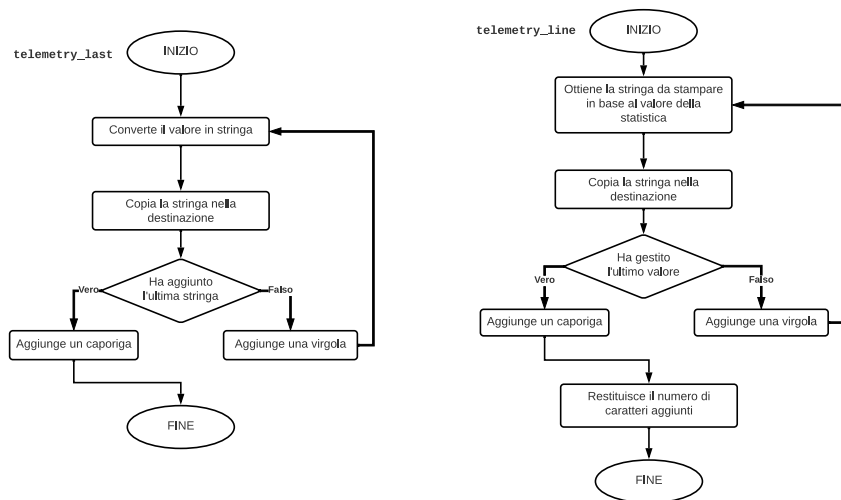 telemetry_last
INIZIO
Converte il valore in stringa
Copia la stringa nella
destinazione
Ha aggiunto
l'ultima stringa
Vero
Falso
Aggiunge un caporiga
Aggiunge una virgola
FINE
telemetry_line
INIZIO
Ottiene la stringa da stampare
in base al valore della
statistica
Copia la stringa nella
destinazione
Ha gestito
l'ultimo valore
Vero
Falso
Aggiunge un caporiga
Aggiunge una virgola
Restituisce il numero di
caratteri aggiunti
FINE